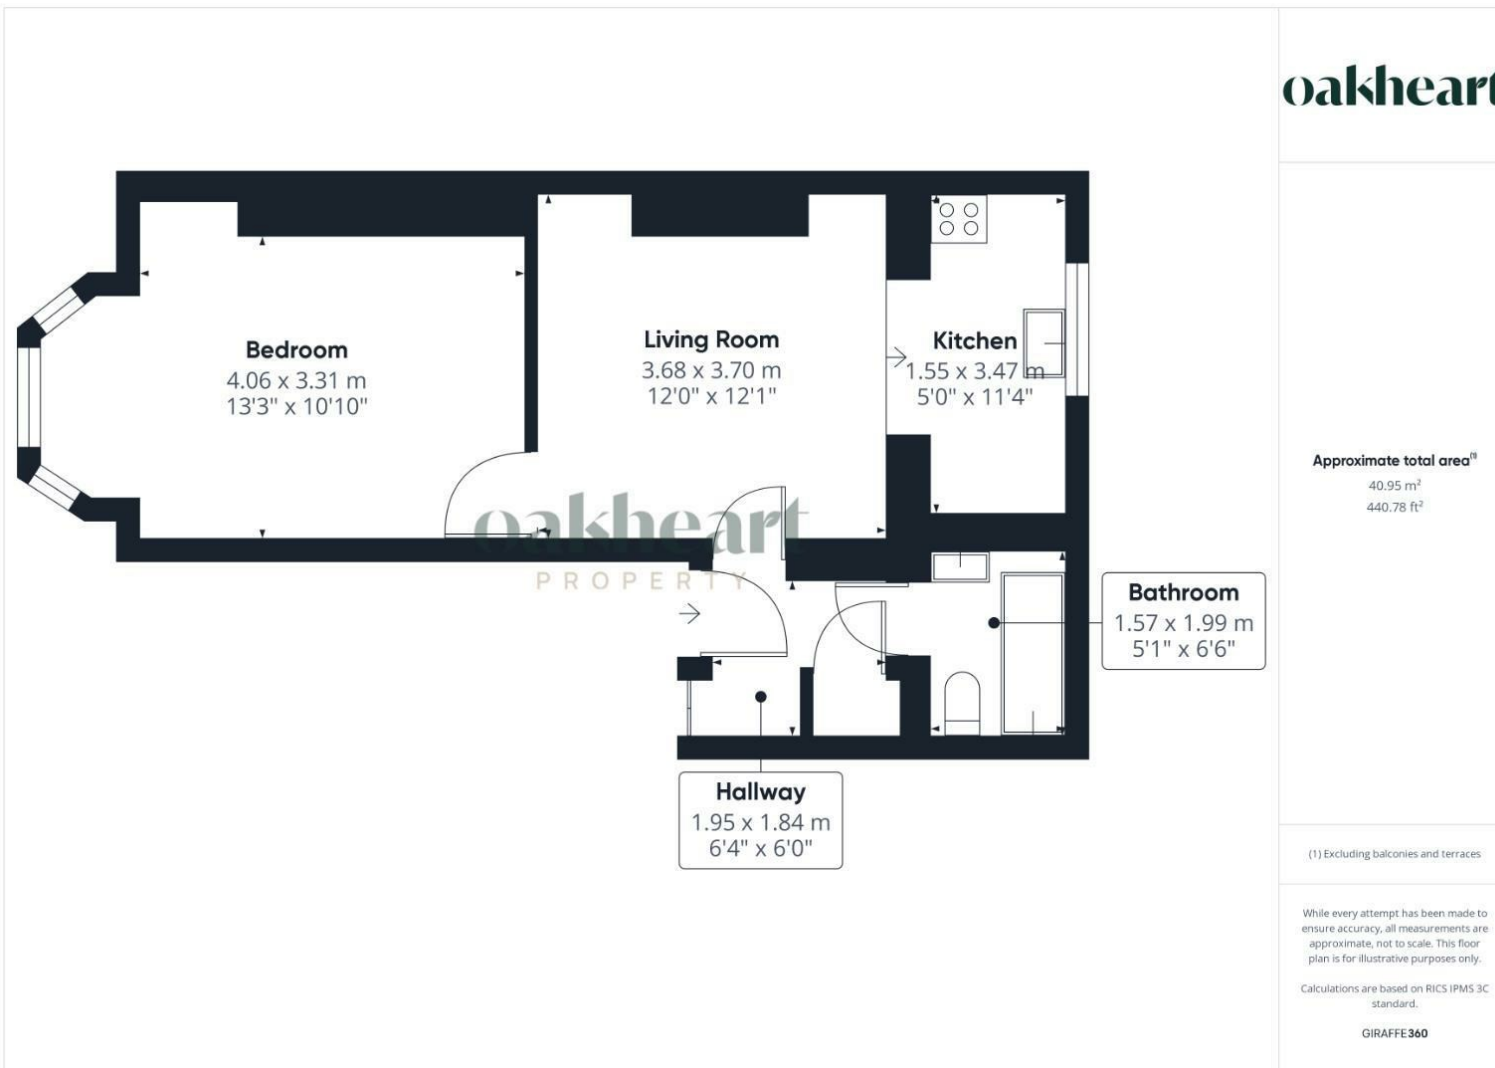 oakheart
Bedroom
4.06 x 3.31 m
13'3" x 10'10"
Living Room
3.68 x 3.70 m
12'0" x 12'1"
Kitchen
1.55 x 3.47 m
5'0" x 11'4"
oakheart
PROPERTY
Bathroom
1.57 x 1.99 m
5'1" x 6'6"
Hallway
1.95 x 1.84 m
6'4" x 6'0"
Approximate total area(1)
40.95 m²
440.78 ft²
(1) Excluding balconies and terraces
While every attempt has been made to
ensure accuracy, all measurements are
approximate, not to scale. This floor
plan is for illustrative purposes only.
Calculations are based on RICS IPMS 3C
standard.
GIRAFFE360